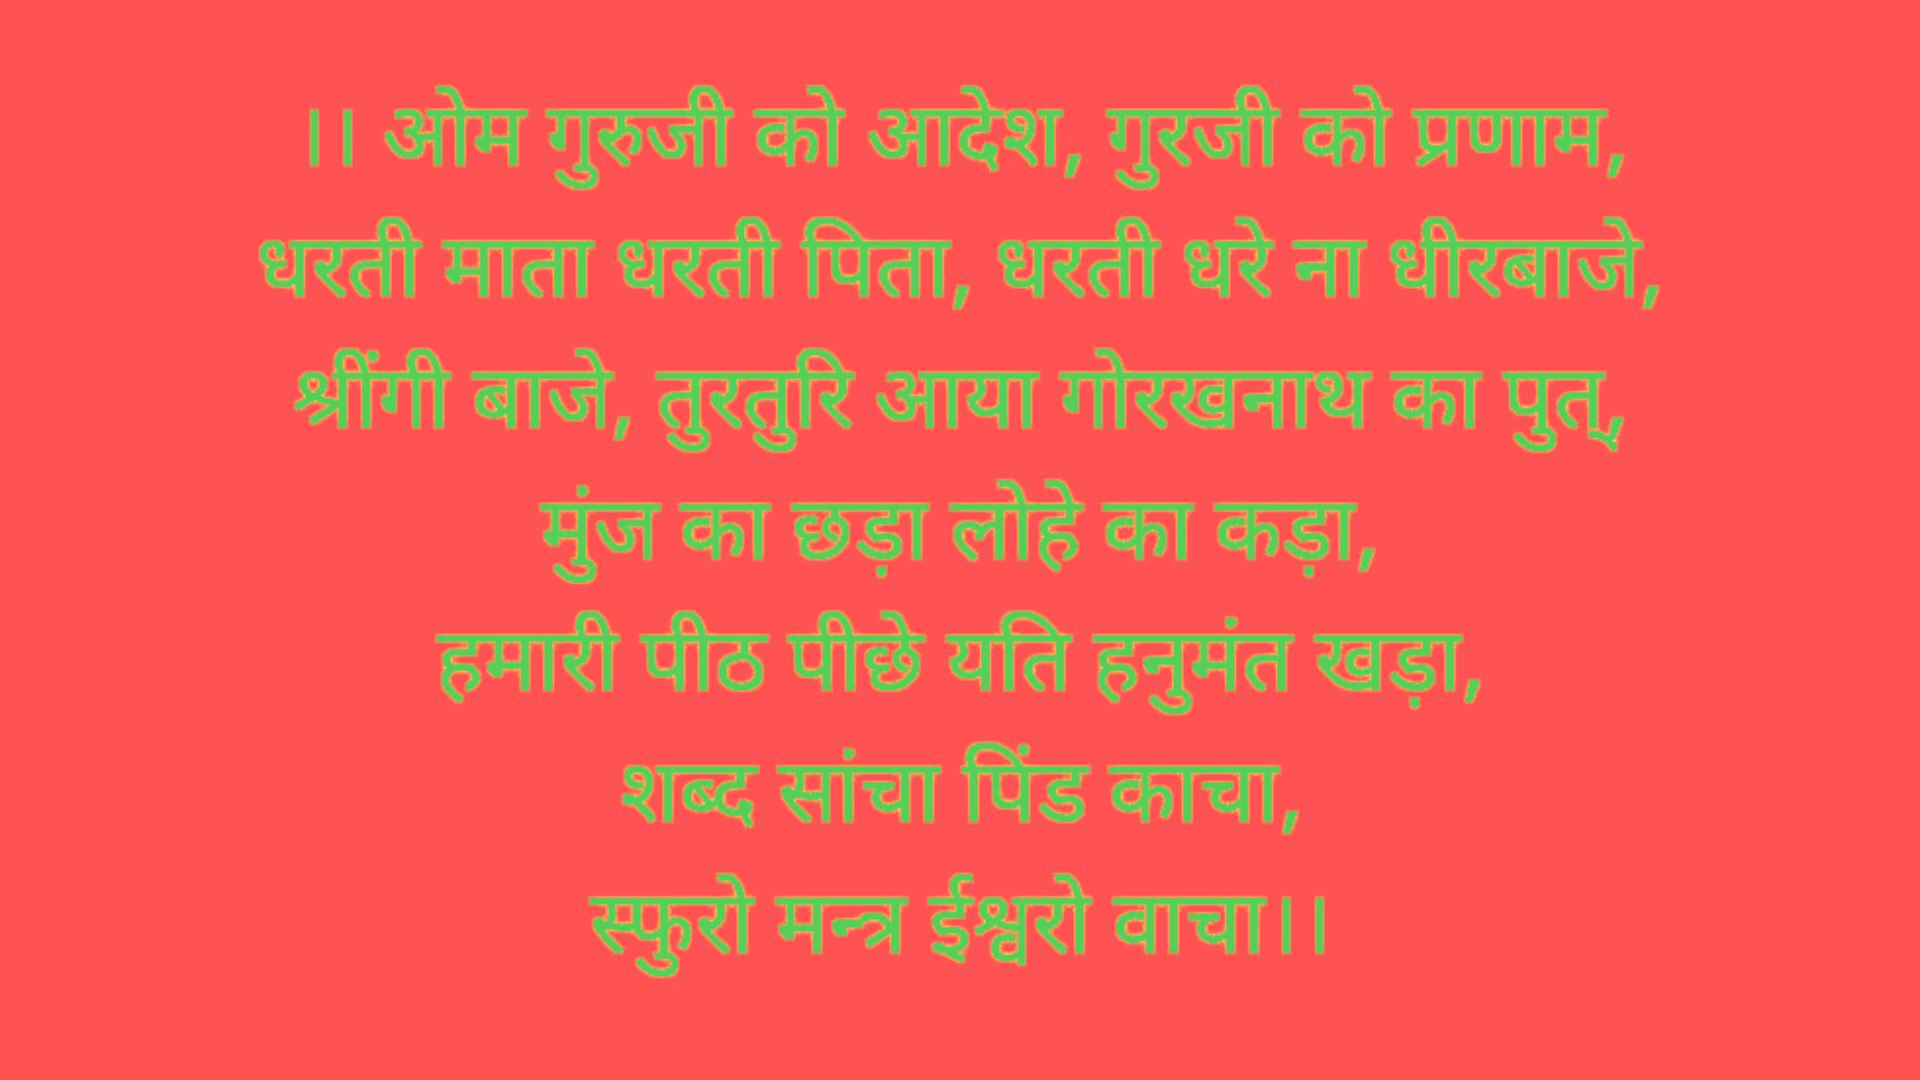 ।। ओम गुरुजी को आदेश, गुरजी को प्रणाम,
धरती माता धरती पिता, धरती धरे ना धीरबाजे,
श्रींगी बाजे, तुरतुरि आया गोरखनाथ का पुत्,
मुंज का छड़ा लोहे का कड़ा,
हमारी पीठ पीछे यति हनुमंत खड़ा,
शब्द सांचा पिंड काचा,
स्फुरो मन्त्र ईश्वरो वाचा।।